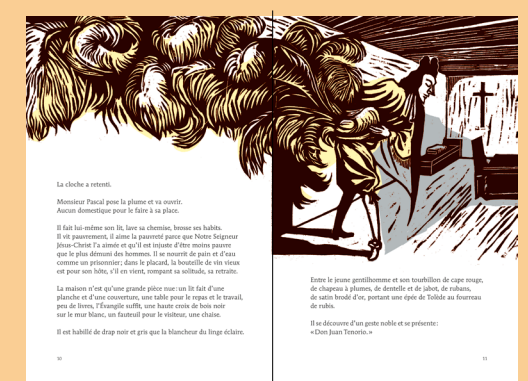 La cloche a retenti.
Monsieur Pascal pose la plume et va ouvrir.
Aucun domestique pour le faire à sa place.
Il fait lui-même son lit, lave sa chemise, brosse ses habits.
Il vit pauvrement, il aime la pauvreté parce que Notre Seigneur
Jésus-Christ l'a aimée et qu'il est injuste d'être moins pauvre
que le plus démuni des hommes. Il se nourrit de pain et d'eau
comme un prisonnier ; dans le placard, la bouteille de vin vieux
est pour son hôte, s'il en vient, rompant sa solitude, sa retraite.
La maison n'est qu'une grande pièce nue : un lit fait d'une
planche et d'une couverture, une table pour le repas et le travail,
peu de livres, l'Évangile suffit, une haute croix de bois noir
sur le mur blanc, un fauteuil pour le visiteur, une chaise.
Il est habillé de drap noir et gris que la blancheur du linge éclaire.
10
Entre le jeune gentilhomme et son tourbillon de cape rouge,
de chapeau à plumes, de dentelle et de jabot, de rubans,
de satin brodé d'or, portant une épée de Tolède au fourreau
de rubis.
Il se découvre d'un geste noble et se présente :
« Don Juan Tenorio. »
11